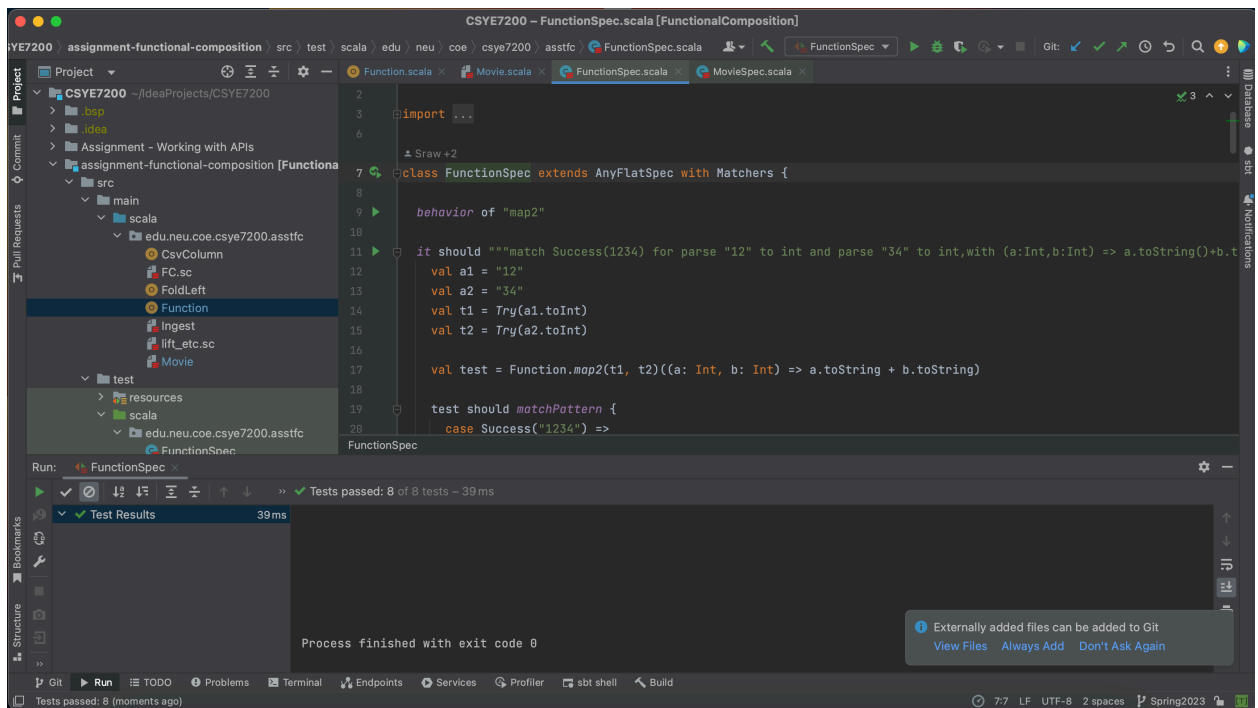 CSYE7200 – FunctionSpec.scala [FunctionalComposition]
SYE7200 › assignment-functional-composition › src › test › scala › edu › neu › coe › csye7200 › asstfc › FunctionSpec.scala FunctionSpec Git:
Project
Function.scala Movie.scala FunctionSpec.scala MovieSpec.scala
CSYE7200 ~/IdeaProjects/CSYE7200
.bsp
.idea
Assignment - Working with APIs
assignment-functional-composition [Functiona
src
main
scala
edu.neu.coe.csye7200.asstfc
CsvColumn
FC.sc
FoldLeft
Function
Ingest
lift_etc.sc
Movie
test
resources
scala
edu.neu.coe.csye7200.asstfc
FunctionSpec
Project
Commit
Pull Requests
Bookmarks
Structure
3
2
3 import ...
6
Sraw +2
7 class FunctionSpec extends AnyFlatSpec with Matchers {
8
9 behavior of "map2"
10
11 it should """match Success(1234) for parse "12" to int and parse "34" to int,with (a:Int,b:Int) => a.toString()+b.t
12 val a1 = "12"
13 val a2 = "34"
14 val t1 = Try(a1.toInt)
15 val t2 = Try(a2.toInt)
16
17 val test = Function.map2(t1, t2)((a: Int, b: Int) => a.toString + b.toString)
18
19 test should matchPattern {
20 case Success("1234") =>
FunctionSpec
Database
sbt
Notifications
Run: FunctionSpec
» Tests passed: 8 of 8 tests – 39 ms
Test Results 39 ms
Process finished with exit code 0
Externally added files can be added to Git
View Files Always Add Don't Ask Again
Git Run TODO Problems Terminal Endpoints Services Profiler sbt shell Build
Tests passed: 8 (moments ago) 7:7 LF UTF-8 2 spaces Spring2023